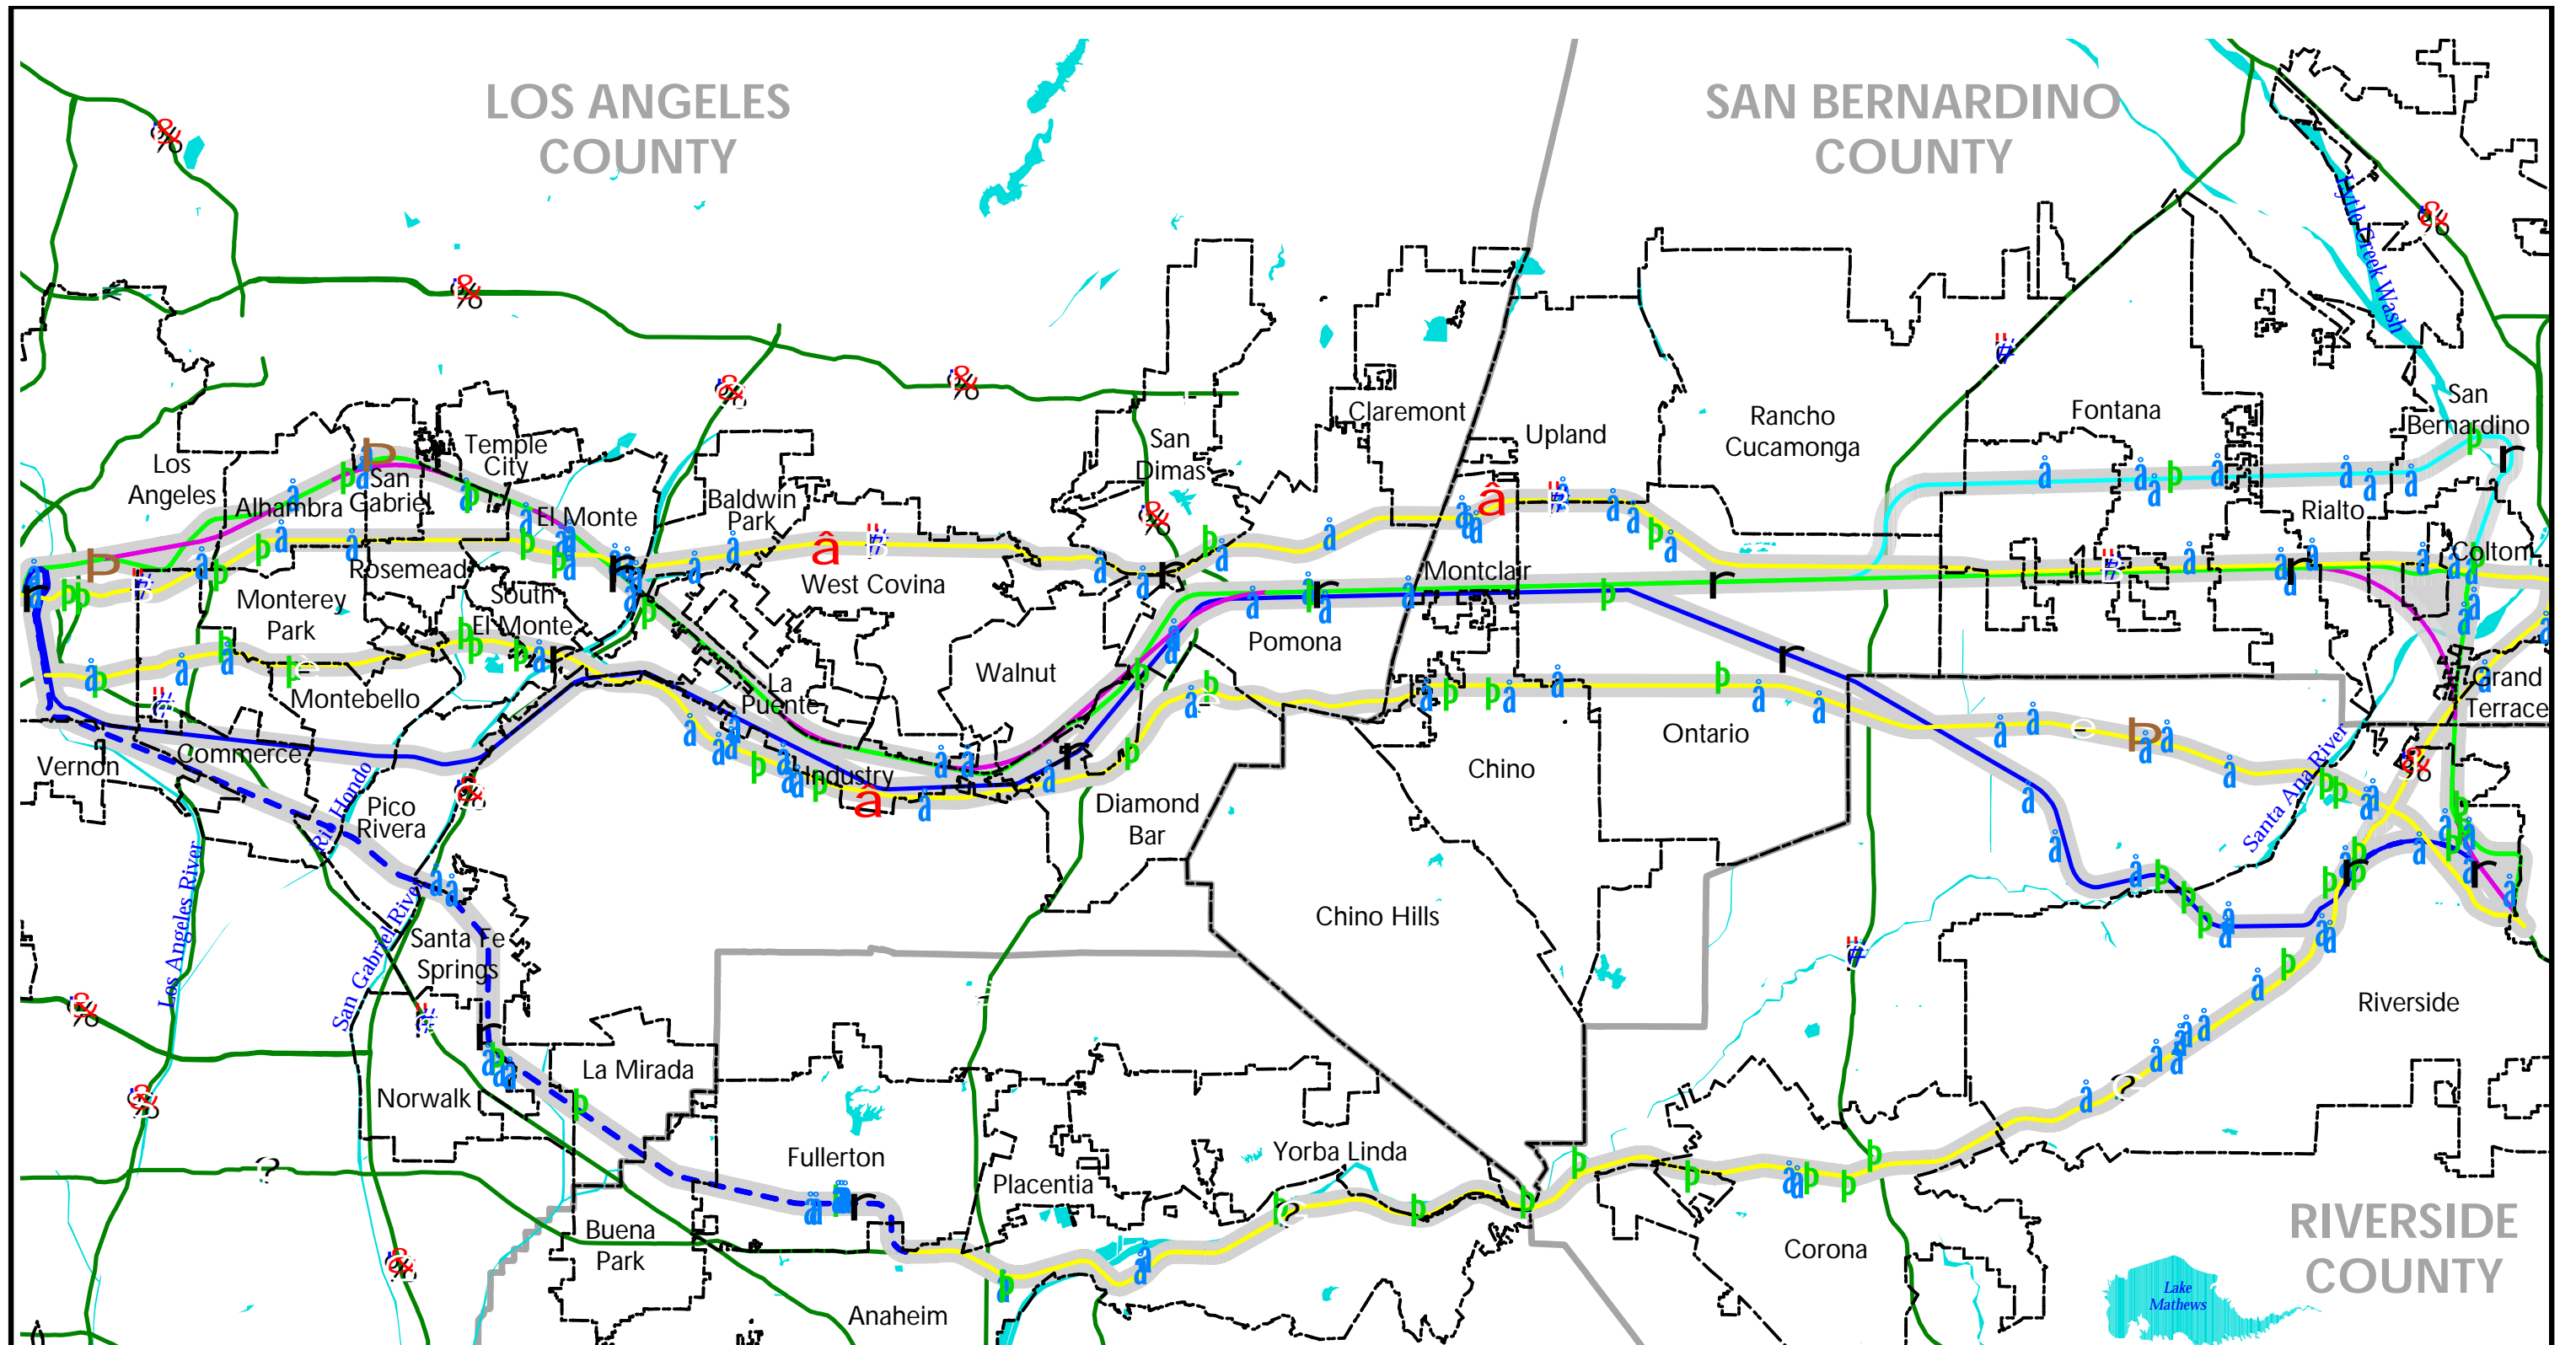 LOS ANGELES
COUNTY
SAN BERNARDINO
COUNTY
Lytle Creek Wash
San
Bernardino
Fontana
Claremont
Upland
Rancho
Cucamonga
San
Dimas
Temple
City
Los
Angeles
San
Gabriel
Alhambra
El Monte
Baldwin
Park
Rialto
Coltom
Rosemead
West Covina
Montclair
South
El Monte
Monterey
Park
Pomona
Walnut
La
Puente
Montebello
Grand
Terrace
Ontario
Commerce
Vernon
Industry
Chino
Diamond
Bar
Rio Hondo
Pico
Rivera
Santa Ana River
Los Angeles River
San Gabriel River
Chino Hills
Santa Fe
Springs
Riverside
La Mirada
Norwalk
Fullerton
Yorba Linda
Placentia
Buena
Park
Corona
RIVERSIDE
COUNTY
Lake
Mathews
Anaheim